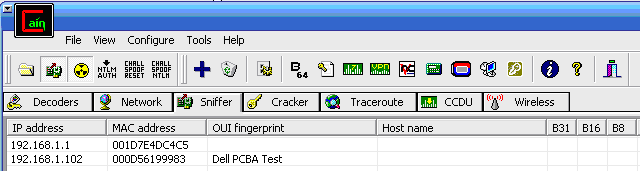 Cain
File View Configure Tools Help
NTLM AUTH CHALL SPOOF RESET CHALL SPOOF NTLM B 64 VPN
Decoders Network Sniffer Cracker Traceroute CCDU Wireless
IP address MAC address OUI fingerprint Host name B31 B16 B8
192.168.1.1 001D7E4DC4C5
192.168.1.102 000D56199983 Dell PCBA Test